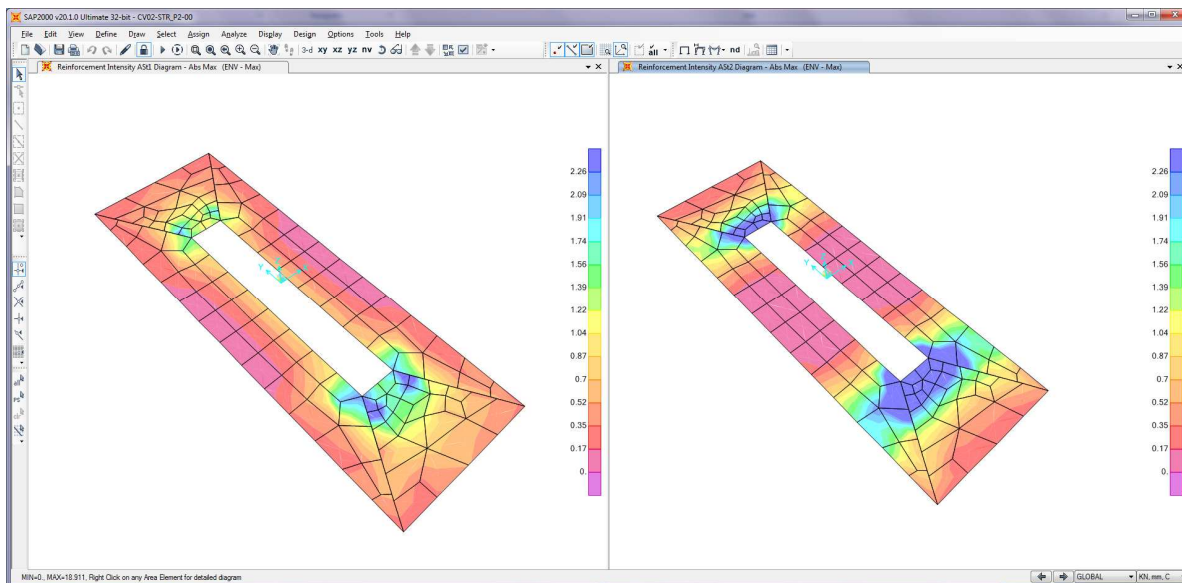 SAP2000 v20.1.0 Ultimate 32-bit - CV02-STR_P2-00
File Edit View Define Draw Select Assign Analyze Display Design Options Tools Help
3-d xy xz yz nv all nd
Reinforcement Intensity ASt1 Diagram - Abs Max (ENV - Max)
Reinforcement Intensity ASt2 Diagram - Abs Max (ENV - Max)
2.26
2.09
1.91
1.74
1.56
1.39
1.22
1.04
0.87
0.7
0.52
0.35
0.17
0.
2.26
2.09
1.91
1.74
1.56
1.39
1.22
1.04
0.87
0.7
0.52
0.35
0.17
0.
Y
Y
all
PS
clr
MIN=0., MAX=18.911, Right Click on any Area Element for detailed diagram
GLOBAL
KN, mm, C